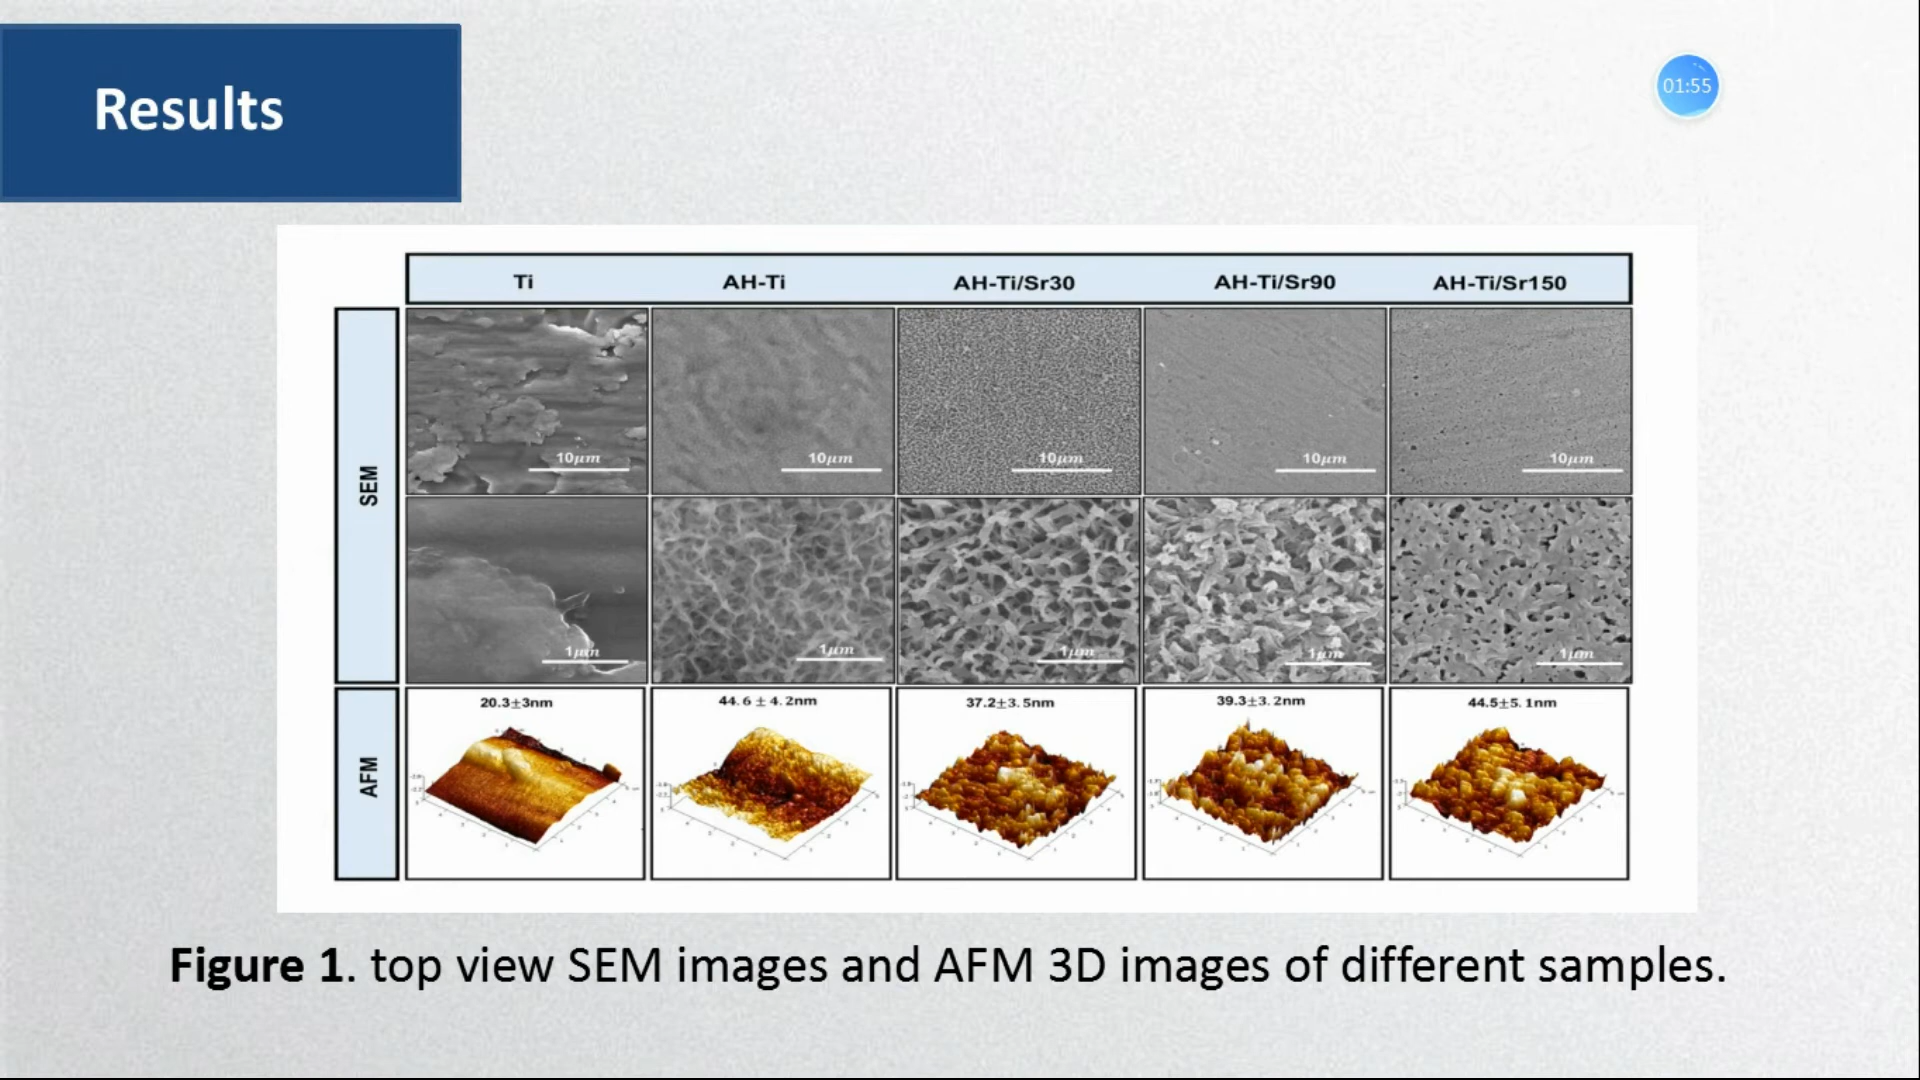 Results
01:55
Ti AH-Ti AH-Ti/Sr30 AH-Ti/Sr90 AH-Ti/Sr150
SEM
10μm 10μm 10μm 10μm 10μm
1μm 1μm 1μm 1μm 1μm
AFM
20.3±3nm 44.6±4.2nm 37.2±3.5nm 39.3±3.2nm 44.5±5.1nm
Figure 1. top view SEM images and AFM 3D images of different samples.